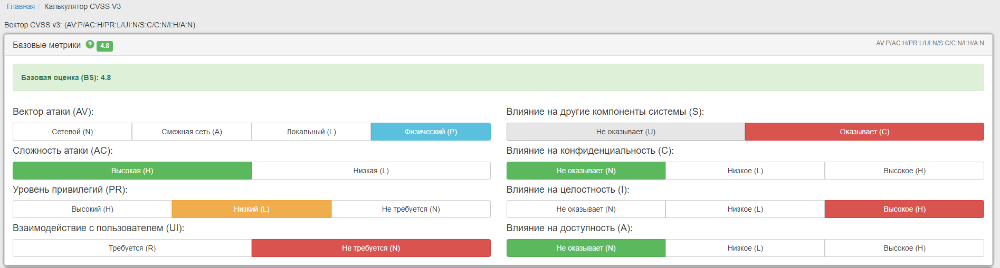 Главная / Калькулятор CVSS V3
Вектор CVSS v3: (AV:P/AC:H/PR:L/UI:N/S:C/C:N/I:H/A:N)
Базовые метрики ? 4.8 AV:P/AC:H/PR:L/UI:N/S:C/C:N/I:H/A:N
Базовая оценка (BS): 4.8
Вектор атаки (AV):
Сетевой (N) Смежная сеть (A) Локальный (L) Физический (P)
Сложность атаки (AC):
Высокая (H) Низкая (L)
Уровень привилегий (PR):
Высокий (H) Низкий (L) Не требуется (N)
Взаимодействие с пользователем (UI):
Требуется (R) Не требуется (N)
Влияние на другие компоненты системы (S):
Не оказывает (U) Оказывает (C)
Влияние на конфиденциальность (C):
Не оказывает (N) Низкое (L) Высокое (H)
Влияние на целостность (I):
Не оказывает (N) Низкое (L) Высокое (H)
Влияние на доступность (A):
Не оказывает (N) Низкое (L) Высокое (H)